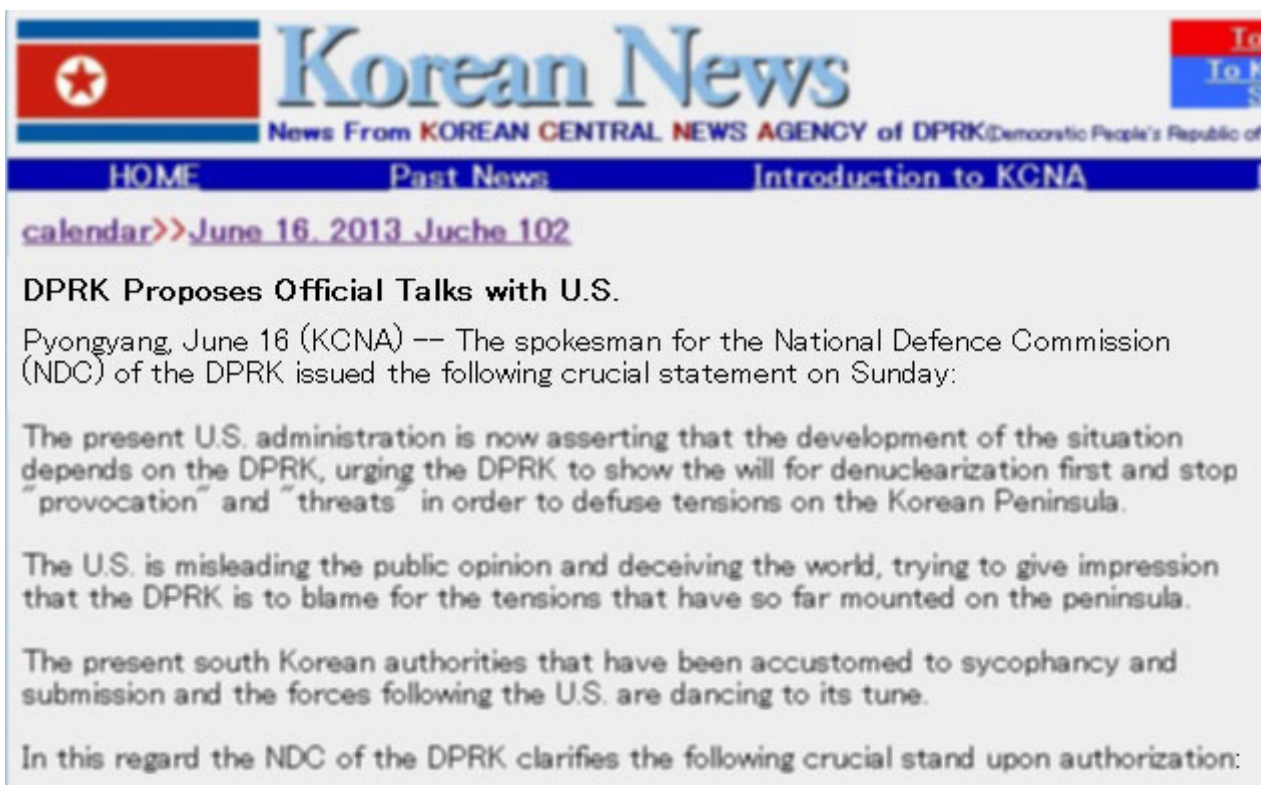 Korean News
To
To K
S
News From KOREAN CENTRAL NEWS AGENCY of DPRK(Democratic People's Republic of
HOME Past News Introduction to KCNA
calendar>>June 16. 2013 Juche 102
DPRK Proposes Official Talks with U.S.
Pyongyang, June 16 (KCNA) -- The spokesman for the National Defence Commission
(NDC) of the DPRK issued the following crucial statement on Sunday:
The present U.S. administration is now asserting that the development of the situation
depends on the DPRK, urging the DPRK to show the will for denuclearization first and stop
"provocation" and "threats" in order to defuse tensions on the Korean Peninsula.
The U.S. is misleading the public opinion and deceiving the world, trying to give impression
that the DPRK is to blame for the tensions that have so far mounted on the peninsula.
The present south Korean authorities that have been accustomed to sycophancy and
submission and the forces following the U.S. are dancing to its tune.
In this regard the NDC of the DPRK clarifies the following crucial stand upon authorization: